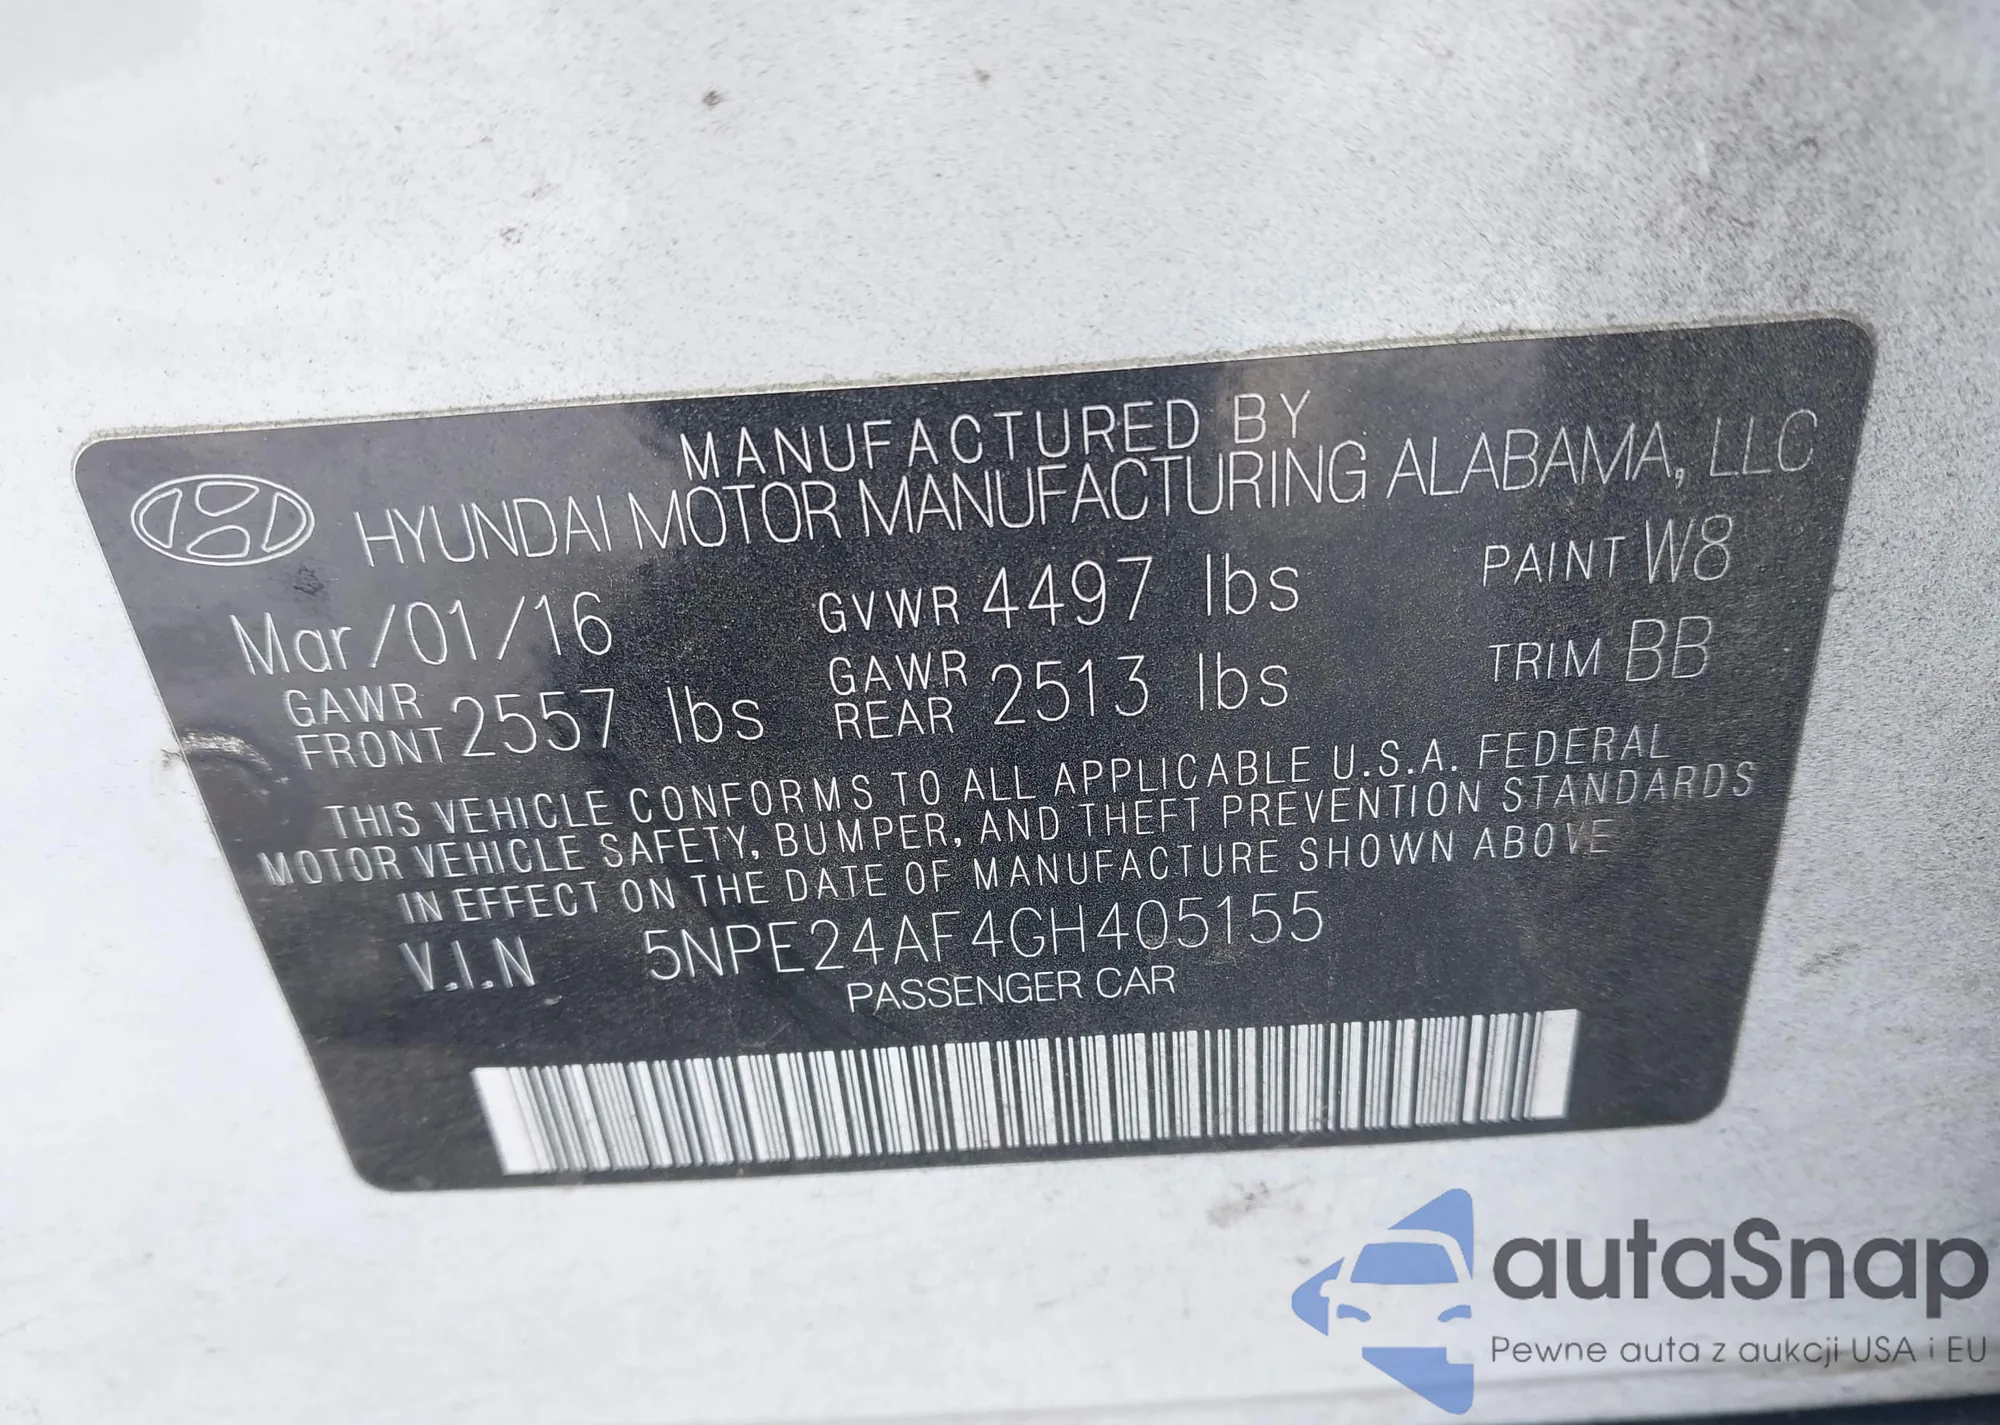 MANUFACTURED BY
HYUNDAI MOTOR MANUFACTURING ALABAMA, LLC
Mar/01/16 GVWR 4497 lbs PAINT W8
GAWR FRONT 2557 lbs GAWR REAR 2513 lbs TRIM BB
THIS VEHICLE CONFORMS TO ALL APPLICABLE U.S.A. FEDERAL
MOTOR VEHICLE SAFETY, BUMPER, AND THEFT PREVENTION STANDARDS
IN EFFECT ON THE DATE OF MANUFACTURE SHOWN ABOVE
V.I.N 5NPE24AF4GH405155
PASSENGER CAR
autaSnap
Pewne auta z aukcji USA i EU